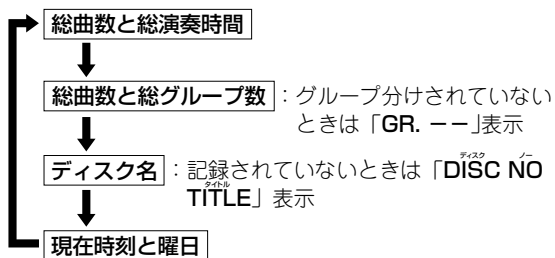 総曲数と総演奏時間
総曲数と総グループ数：グループ分けされていない
ときは「GR. －－」表示
ディスク名：記録されていないときは「DISC NO
TITLE」表示
ディスク ノー
タイトル
現在時刻と曜日